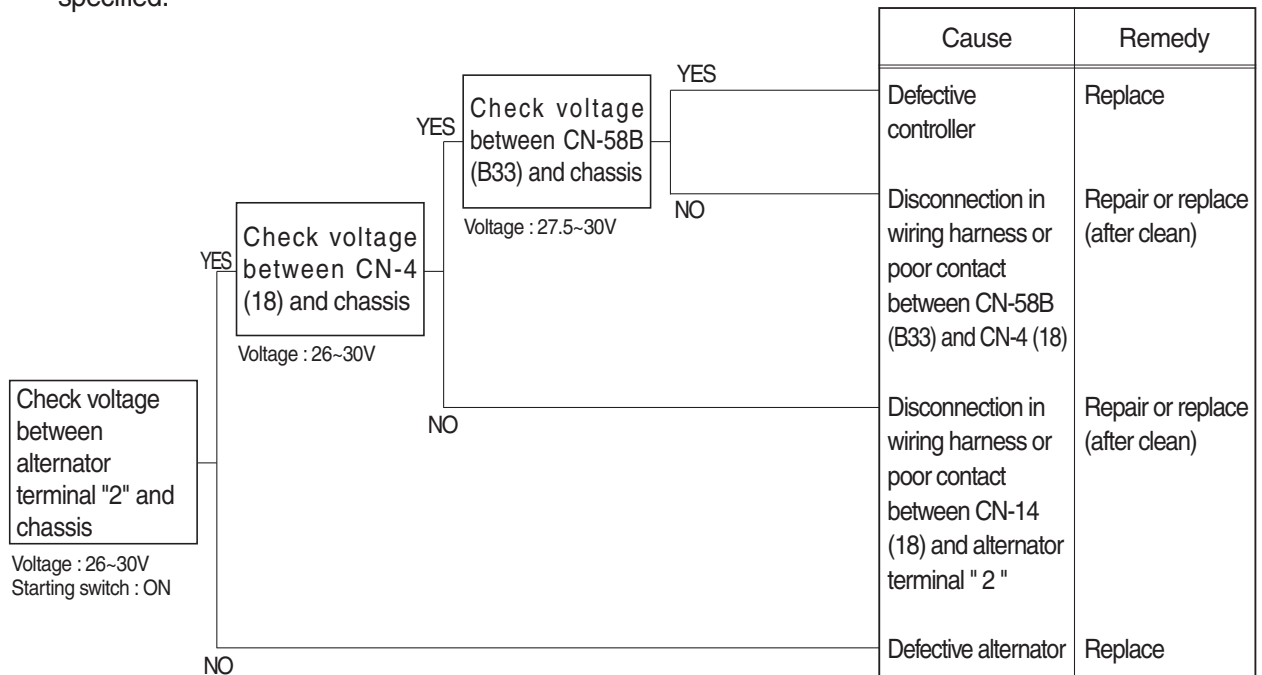 specified.
Cause
Remedy
YES
Check voltage
between CN-58B
(B33) and chassis
Voltage : 27.5~30V
YES
NO
Defective
controller
Replace
Disconnection in
wiring harness or
poor contact
between CN-58B
(B33) and CN-4 (18)
Repair or replace
(after clean)
Check voltage
between CN-4
(18) and chassis
Voltage : 26~30V
YES
NO
Disconnection in
wiring harness or
poor contact
between CN-14
(18) and alternator
terminal " 2 "
Repair or replace
(after clean)
Check voltage
between
alternator
terminal "2" and
chassis
Voltage : 26~30V
Starting switch : ON
NO
Defective alternator
Replace